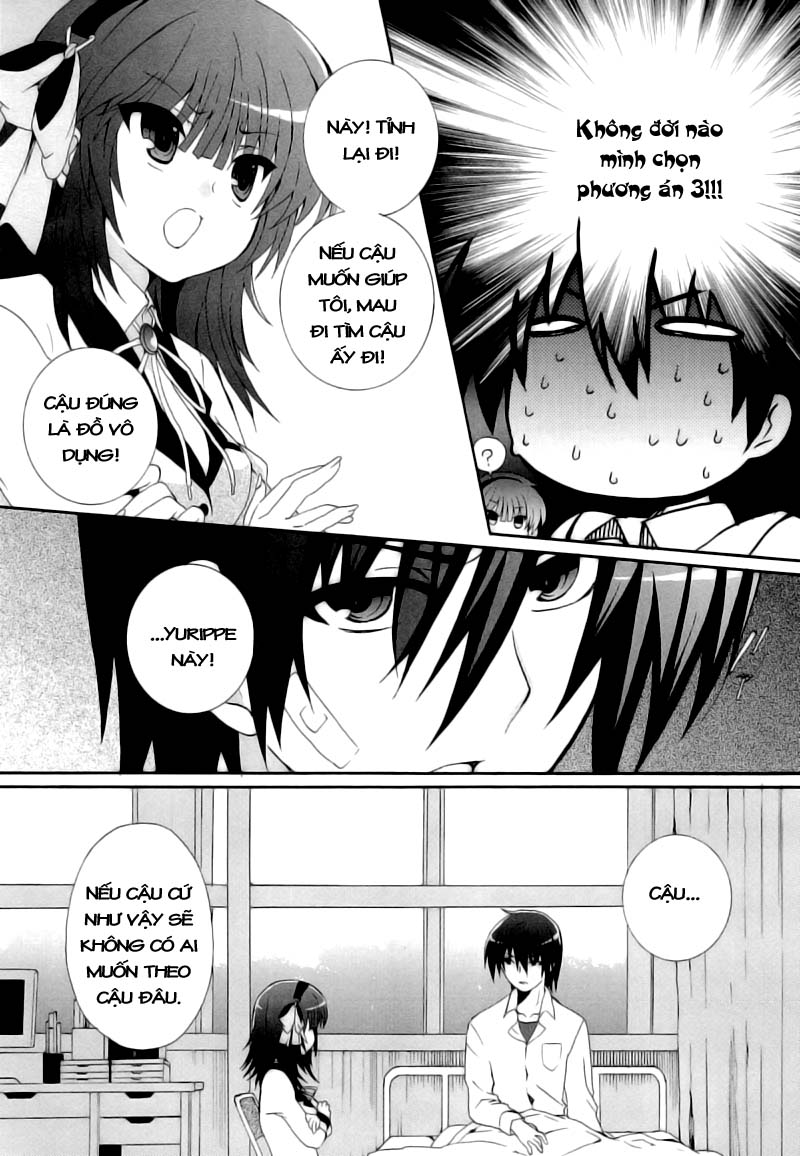 Không đời nào
mình chọn
phương án 3!!!
?
NÀY! TỈNH
LẠI ĐI!
NẾU CẬU
MUỐN GIÚP
TÔI, MAU
ĐI TÌM CẬU
ẤY ĐI!
CẬU ĐÚNG
LÀ ĐỒ VÔ
DỤNG!
...YURIPPE
NÀY!
CẬU...
NẾU CẬU CỨ
NHƯ VẬY SẼ
KHÔNG CÓ AI
MUỐN THEO
CẬU ĐÂU.